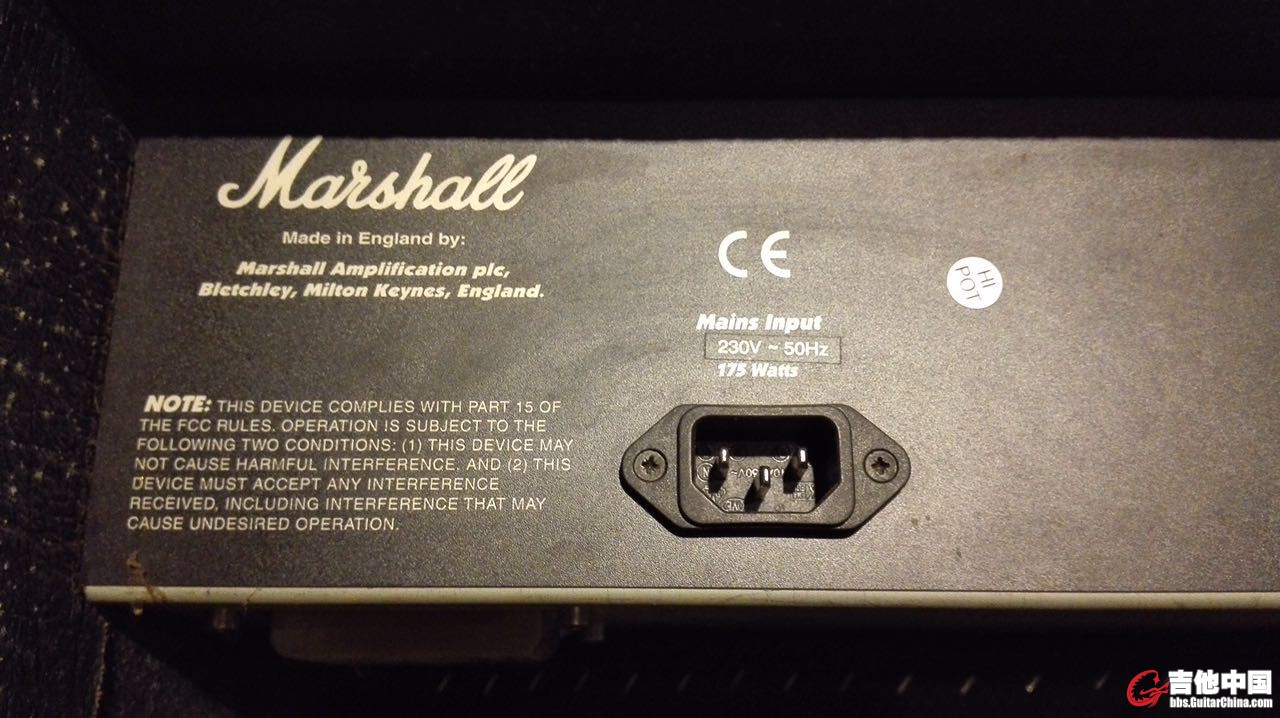 Marshall
Made in England by:
Marshall Amplification plc,
Bletchley, Milton Keynes, England.
CE
HI
POT
Mains Input
230V ~ 50Hz
175 Watts
NOTE: THIS DEVICE COMPLIES WITH PART 15 OF
THE FCC RULES. OPERATION IS SUBJECT TO THE
FOLLOWING TWO CONDITIONS: (1) THIS DEVICE MAY
NOT CAUSE HARMFUL INTERFERENCE, AND (2) THIS
DEVICE MUST ACCEPT ANY INTERFERENCE
RECEIVED, INCLUDING INTERFERENCE THAT MAY
CAUSE UNDESIRED OPERATION.
吉他中国
bbs.GuitarChina.com